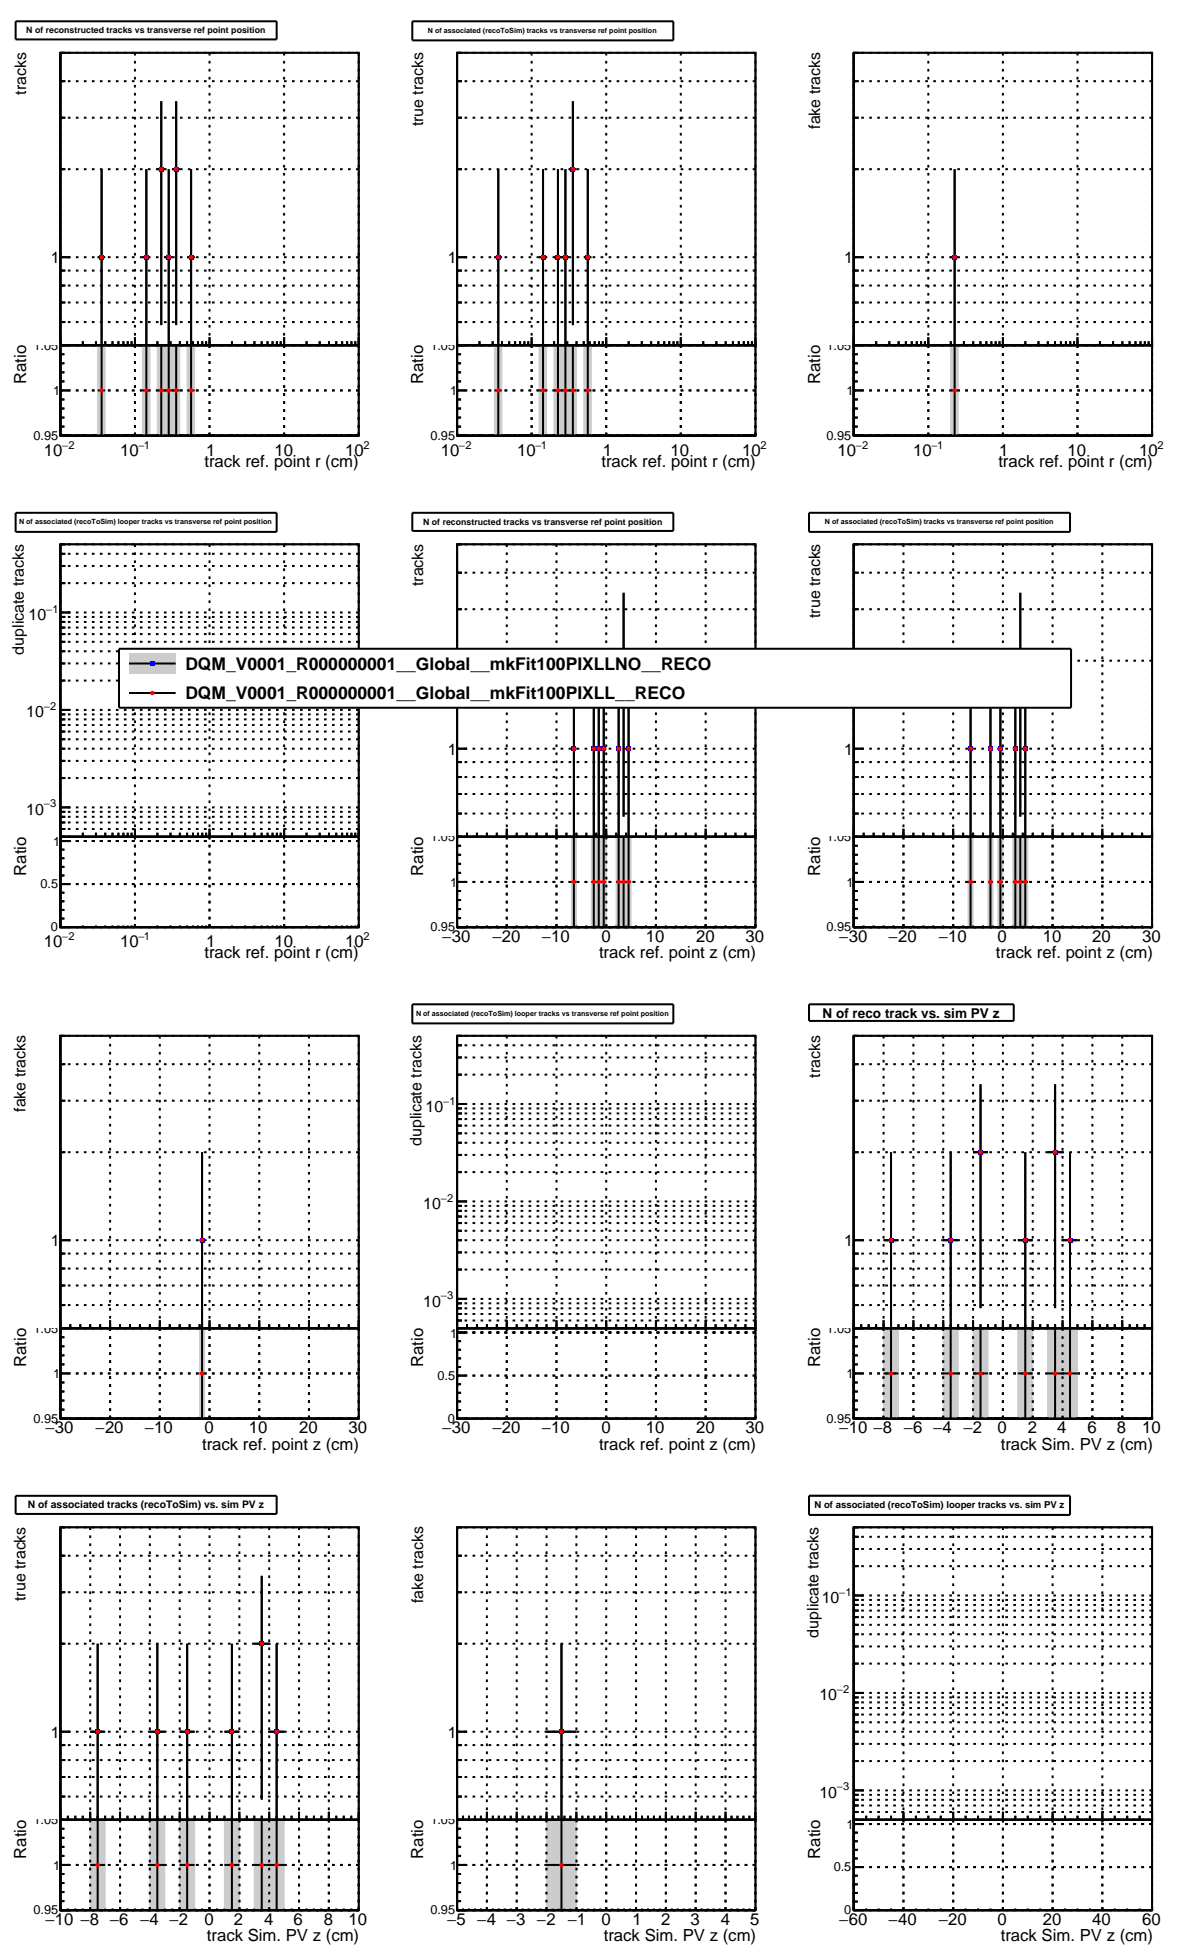 N of reconstructed tracks vs transverse ref point position
tracks
1
1.05
Ratio
1
0.95
10−2 10−1 1 10 102
track ref. point r (cm)
N of associated (recoToSim) tracks vs transverse ref point position
true tracks
1
1.05
Ratio
1
0.95
10−2 10−1 1 10 102
track ref. point r (cm)
fake tracks
1
1.05
Ratio
1
0.95
10−2 10−1 1 10 102
track ref. point r (cm)
N of associated (recoToSim) looper tracks vs transverse ref point position
duplicate tracks
10−1
10−2
10−3
Ratio
1
0.5
0
10−2 10−1 1 10 102
track ref. point r (cm)
N of reconstructed tracks vs transverse ref point position
tracks
1
1.05
Ratio
1
0.95
−30 −20 −10 0 10 20 30
track ref. point z (cm)
N of associated (recoToSim) tracks vs transverse ref point position
true tracks
1
1.05
Ratio
1
0.95
−30 −20 −10 0 10 20 30
track ref. point z (cm)
DQM_V0001_R000000001__Global__mkFit100PIXLLNO__RECO
DQM_V0001_R000000001__Global__mkFit100PIXLL__RECO
fake tracks
1
1.05
Ratio
1
0.95
−30 −20 −10 0 10 20 30
track ref. point z (cm)
N of associated (recoToSim) looper tracks vs transverse ref point position
duplicate tracks
10−1
10−2
10−3
Ratio
1
0.5
0
−30 −20 −10 0 10 20 30
track ref. point z (cm)
N of reco track vs. sim PV z
tracks
1
1.05
Ratio
1
0.95
−10 −8 −6 −4 −2 0 2 4 6 8 10
track Sim. PV z (cm)
N of associated tracks (recoToSim) vs. sim PV z
true tracks
1
1.05
Ratio
1
0.95
−10 −8 −6 −4 −2 0 2 4 6 8 10
track Sim. PV z (cm)
fake tracks
1
1.05
Ratio
1
0.95
−5 −4 −3 −2 −1 0 1 2 3 4 5
track Sim. PV z (cm)
N of associated (recoToSim) looper tracks vs. sim PV z
duplicate tracks
10−1
10−2
10−3
Ratio
1
0.5
0
−60 −40 −20 0 20 40 60
track Sim. PV z (cm)